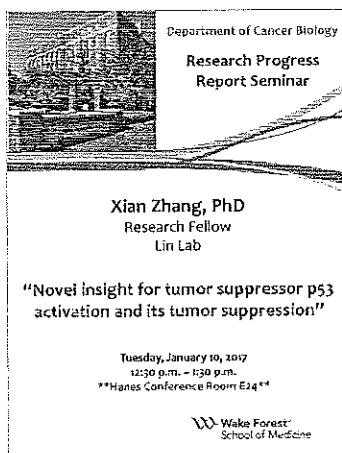 Department of Cancer Biology
Research Progress
Report Seminar
Xian Zhang, PhD
Research Fellow
Lin Lab
"Novel insight for tumor suppressor p53
activation and its tumor suppression"
Tuesday, January 10, 2017
12:30 p.m. – 1:30 p.m.
**Hanes Conference Room E24**
Wake Forest
School of Medicine